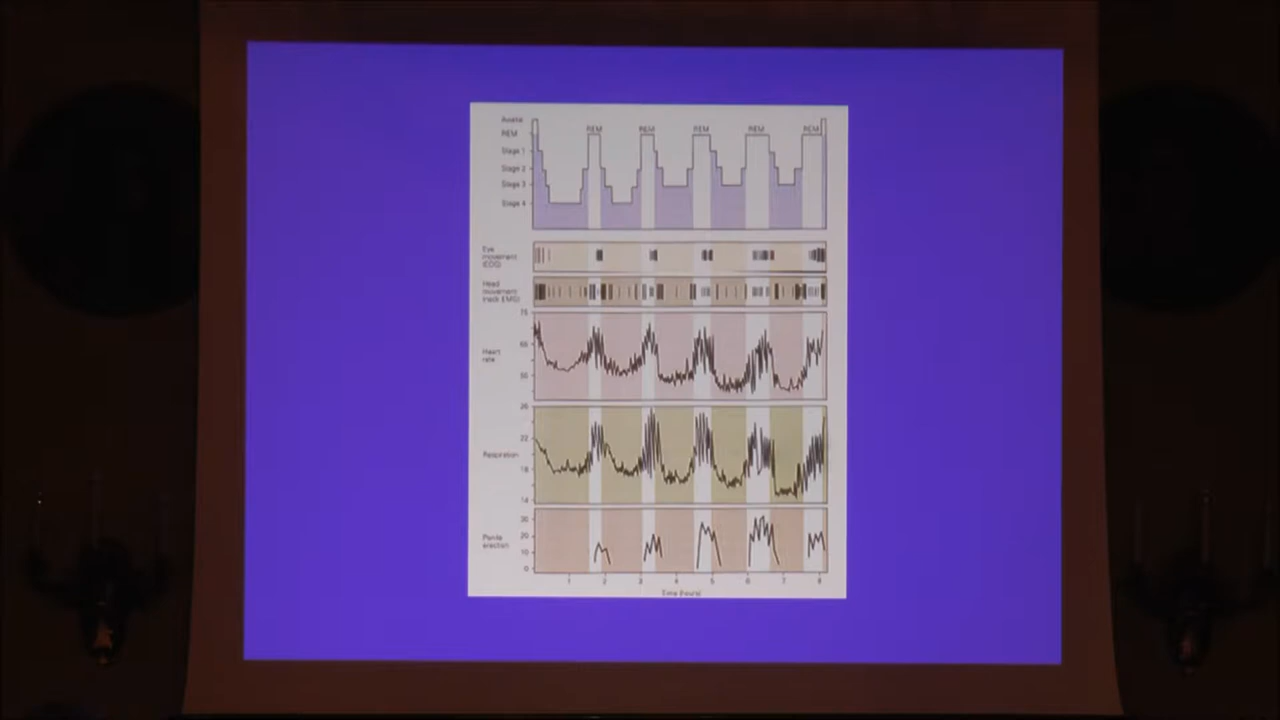 Awake
REM
REM
REM
REM
REM
REM
Stage 1
Stage 2
Stage 3
Stage 4
Eye
movement
(EOG)
Head
movement
(neck EMG)
75
60
50
Heart
rate
26
22
18
14
Respiration
30
20
10
0
Penile
erection
1 2 3 4 5 6 7 8
Time (hours)